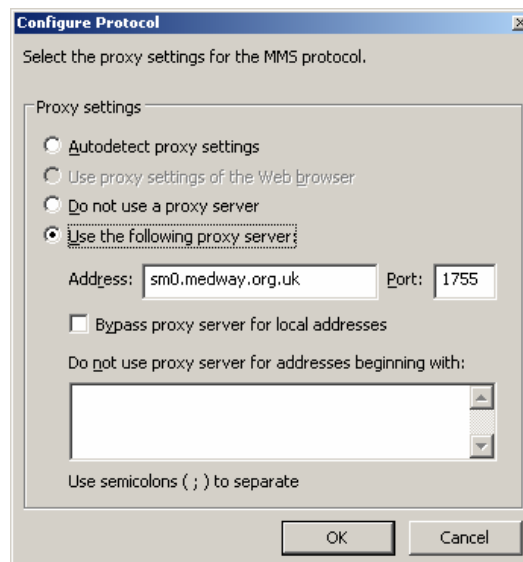 Configure Protocol
Select the proxy settings for the MMS protocol.
Proxy settings
Autodetect proxy settings
Use proxy settings of the Web browser
Do not use a proxy server
Use the following proxy server:
Address: sm0.medway.org.uk Port: 1755
Bypass proxy server for local addresses
Do not use proxy server for addresses beginning with:
Use semicolons ( ; ) to separate
OK Cancel